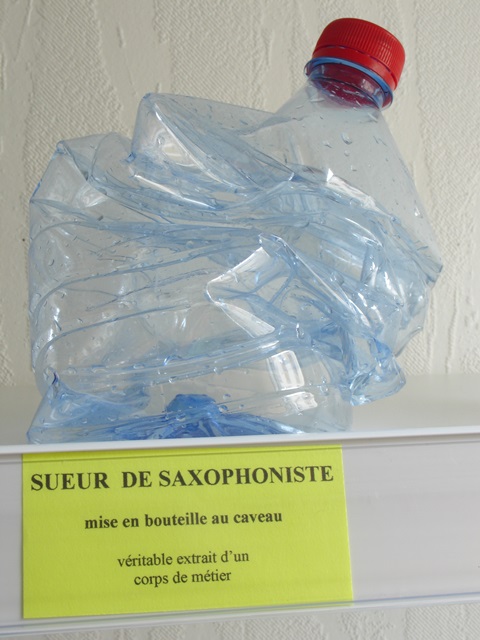 SUEUR DE SAXOPHONISTE
mise en bouteille au caveau
véritable extrait d'un
corps de métier